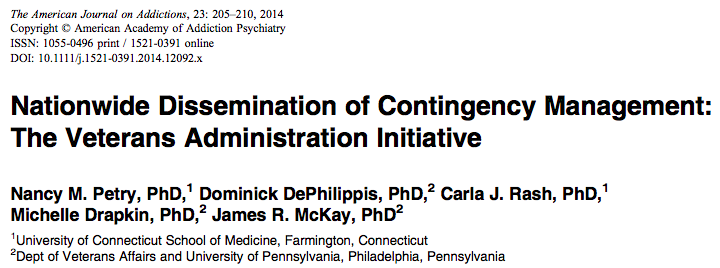 The American Journal on Addictions, 23: 205–210, 2014
Copyright © American Academy of Addiction Psychiatry
ISSN: 1055-0496 print / 1521-0391 online
DOI: 10.1111/j.1521-0391.2014.12092.x
Nationwide Dissemination of Contingency Management:
The Veterans Administration Initiative
Nancy M. Petry, PhD,¹ Dominick DePhilippis, PhD,² Carla J. Rash, PhD,¹
Michelle Drapkin, PhD,² James R. McKay, PhD²
¹University of Connecticut School of Medicine, Farmington, Connecticut
²Dept of Veterans Affairs and University of Pennsylvania, Philadelphia, Pennsylvania